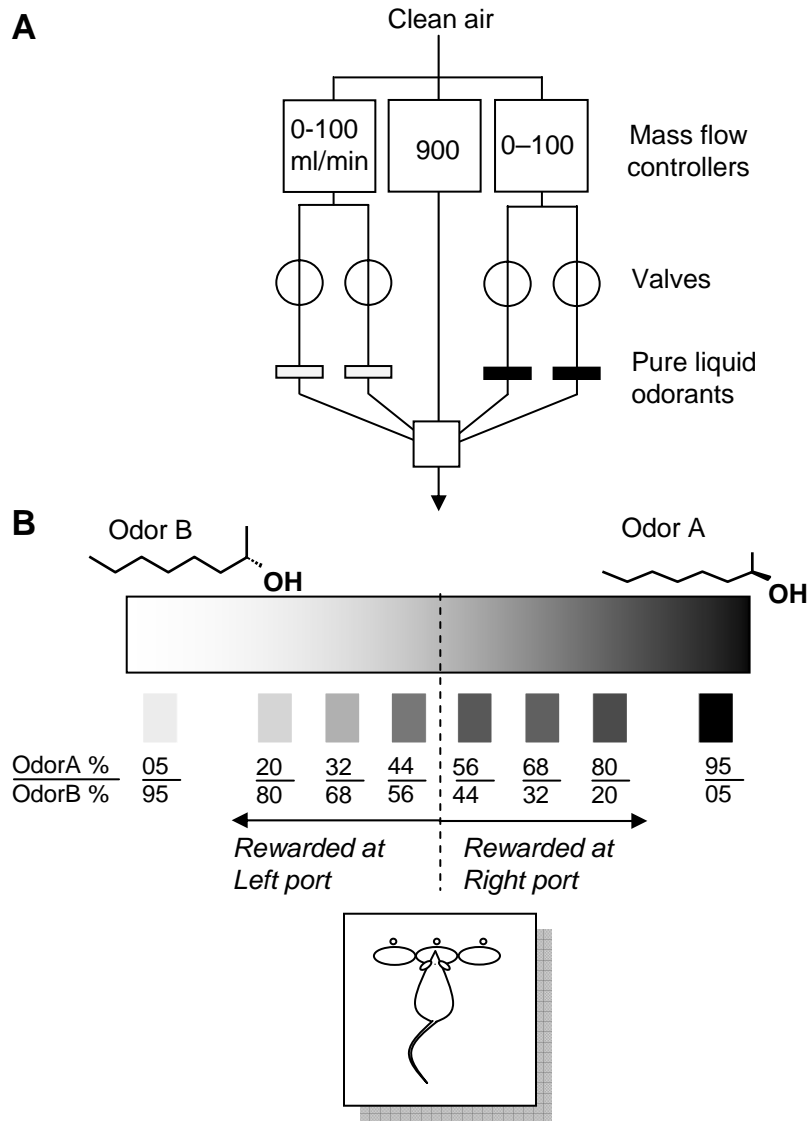 A
Clean air
0-100
ml/min
900
0–100
Mass flow
controllers
Valves
Pure liquid
odorants
B
Odor B
OH
Odor A
OH
OdorA % 05 20 32 44 56 68 80 95
OdorB % 95 80 68 56 44 32 20 05
Rewarded at
Left port
Rewarded at
Right port